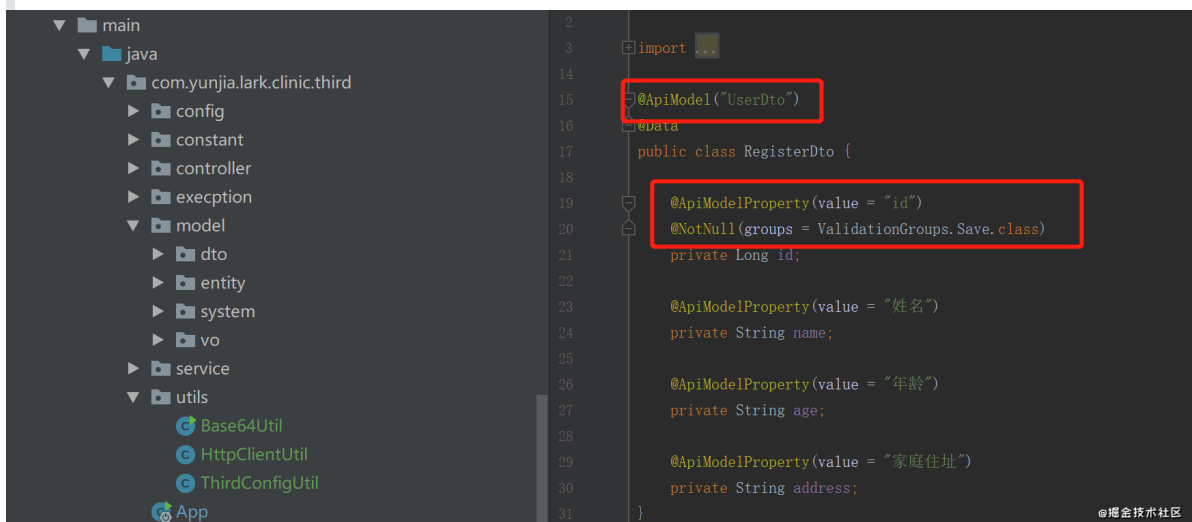 main
java
com.yunjia.lark.clinic.third
config
constant
controller
execption
model
dto
entity
system
vo
service
utils
Base64Util
HttpClientUtil
ThirdConfigUtil
App
2
3 import ...
14
15 @ApiModel("UserDto")
16 @Data
17 public class RegisterDto {
18
19 @ApiModelProperty(value = "id")
20 @NotNull(groups = ValidationGroups.Save.class)
21 private Long id;
22
23 @ApiModelProperty(value = "姓名")
24 private String name;
25
26 @ApiModelProperty(value = "年龄")
27 private String age;
28
29 @ApiModelProperty(value = "家庭住址")
30 private String address;
31 }
@掘金技术社区